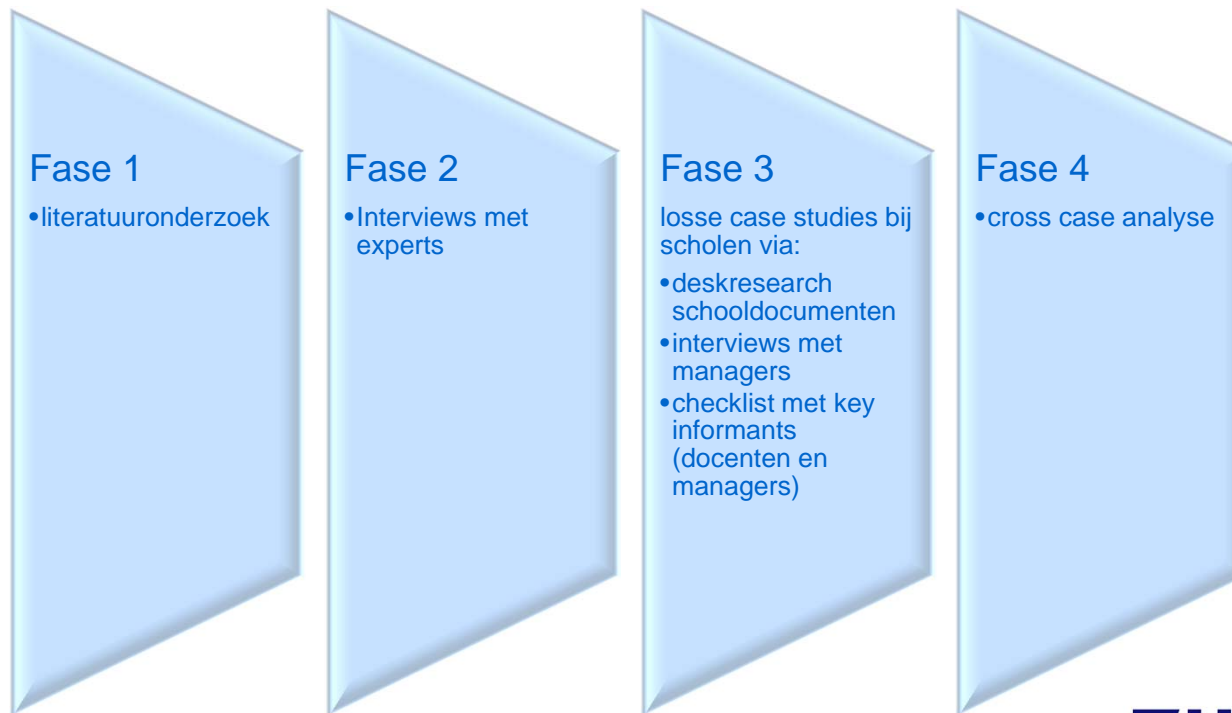 Fase 1
•literatuuronderzoek
Fase 2
•Interviews met
experts
Fase 3
losse case studies bij
scholen via:
•deskresearch
schooldocumenten
•interviews met
managers
•checklist met key
informants
(docenten en
managers)
Fase 4
•cross case analyse